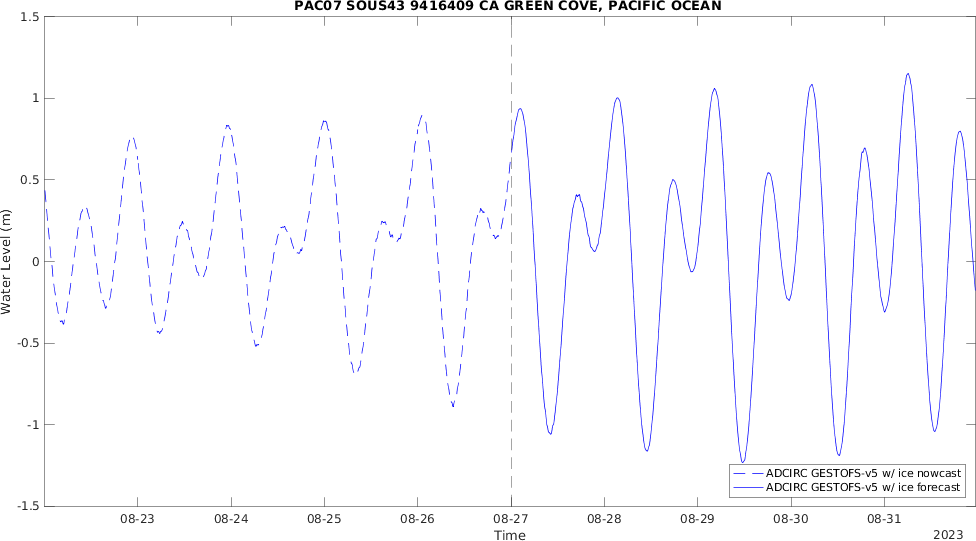 PAC07 SOUS43 9416409 CA GREEN COVE, PACIFIC OCEAN
1.5
1
0.5
0
-0.5
-1
-1.5
Water Level (m)
08-23 08-24 08-25 08-26 08-27 08-28 08-29 08-30 08-31
Time
2023
ADCIRC GESTOFS-v5 w/ ice nowcast
ADCIRC GESTOFS-v5 w/ ice forecast